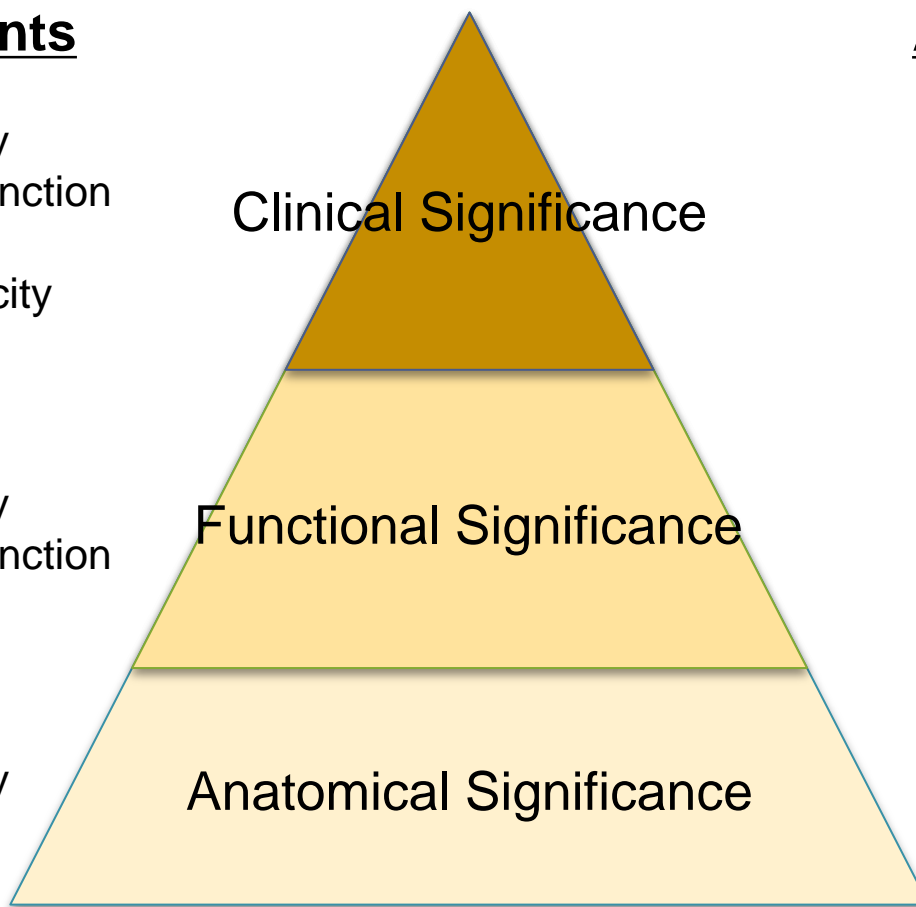 nts
y
nction
Clinical Significance
city
y
Functional Significance
nction
y
Anatomical Significance